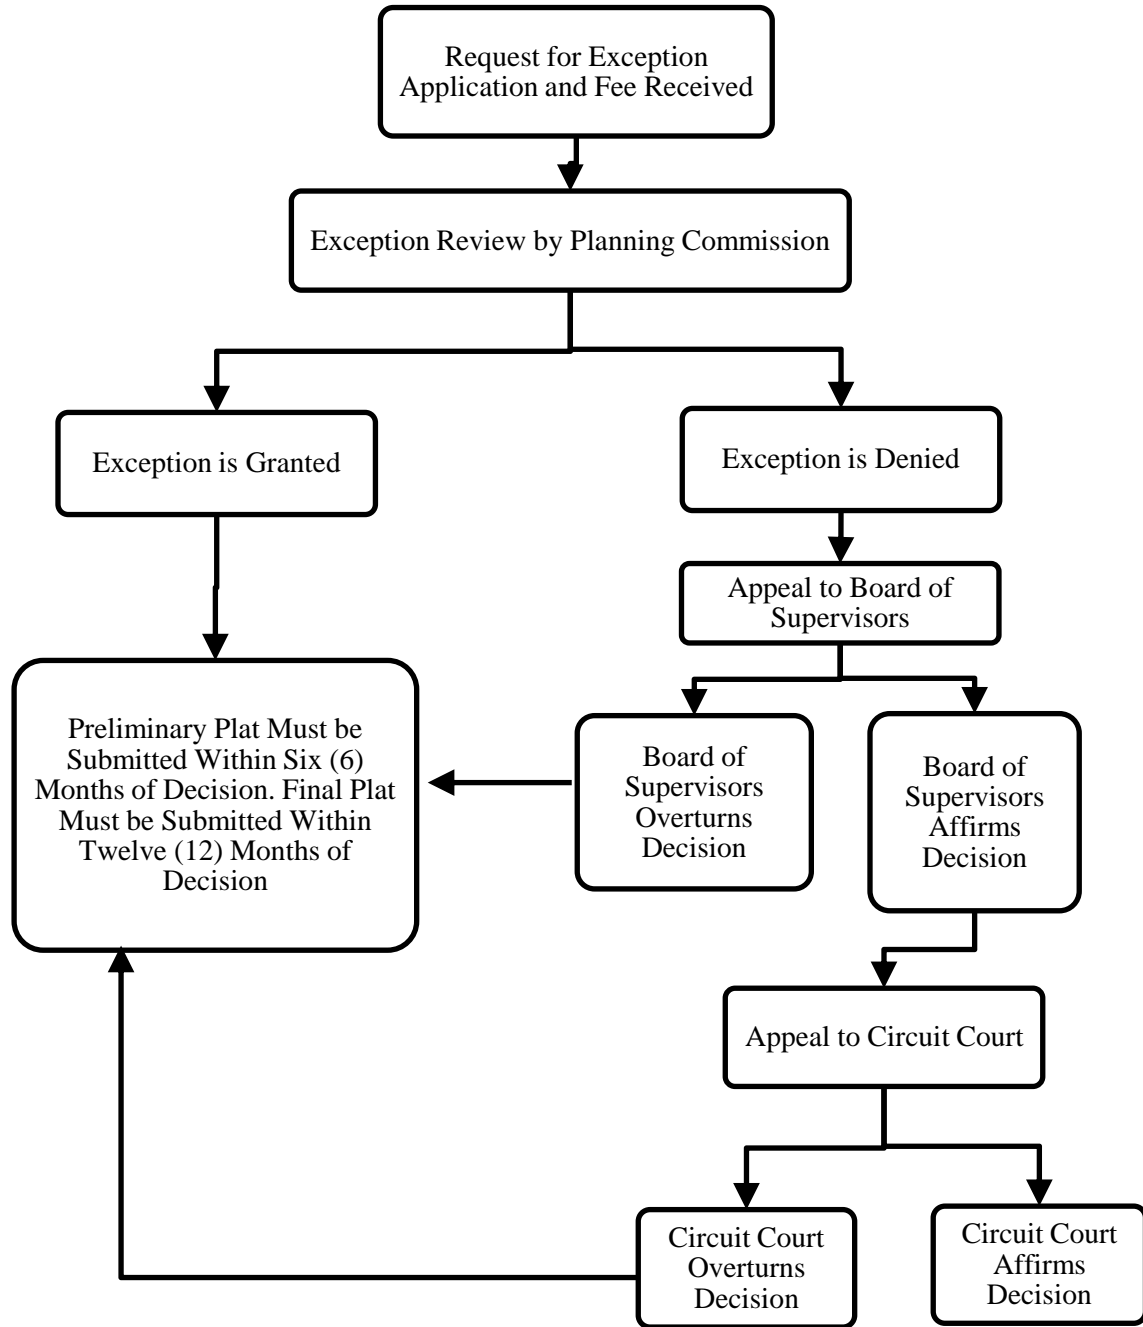 Request for Exception
Application and Fee Received
Exception Review by Planning Commission
Exception is Granted
Exception is Denied
Appeal to Board of
Supervisors
Preliminary Plat Must be
Submitted Within Six (6)
Months of Decision. Final Plat
Must be Submitted Within
Twelve (12) Months of
Decision
Board of
Supervisors
Overturns
Decision
Board of
Supervisors
Affirms
Decision
Appeal to Circuit Court
Circuit Court
Overturns
Decision
Circuit Court
Affirms
Decision